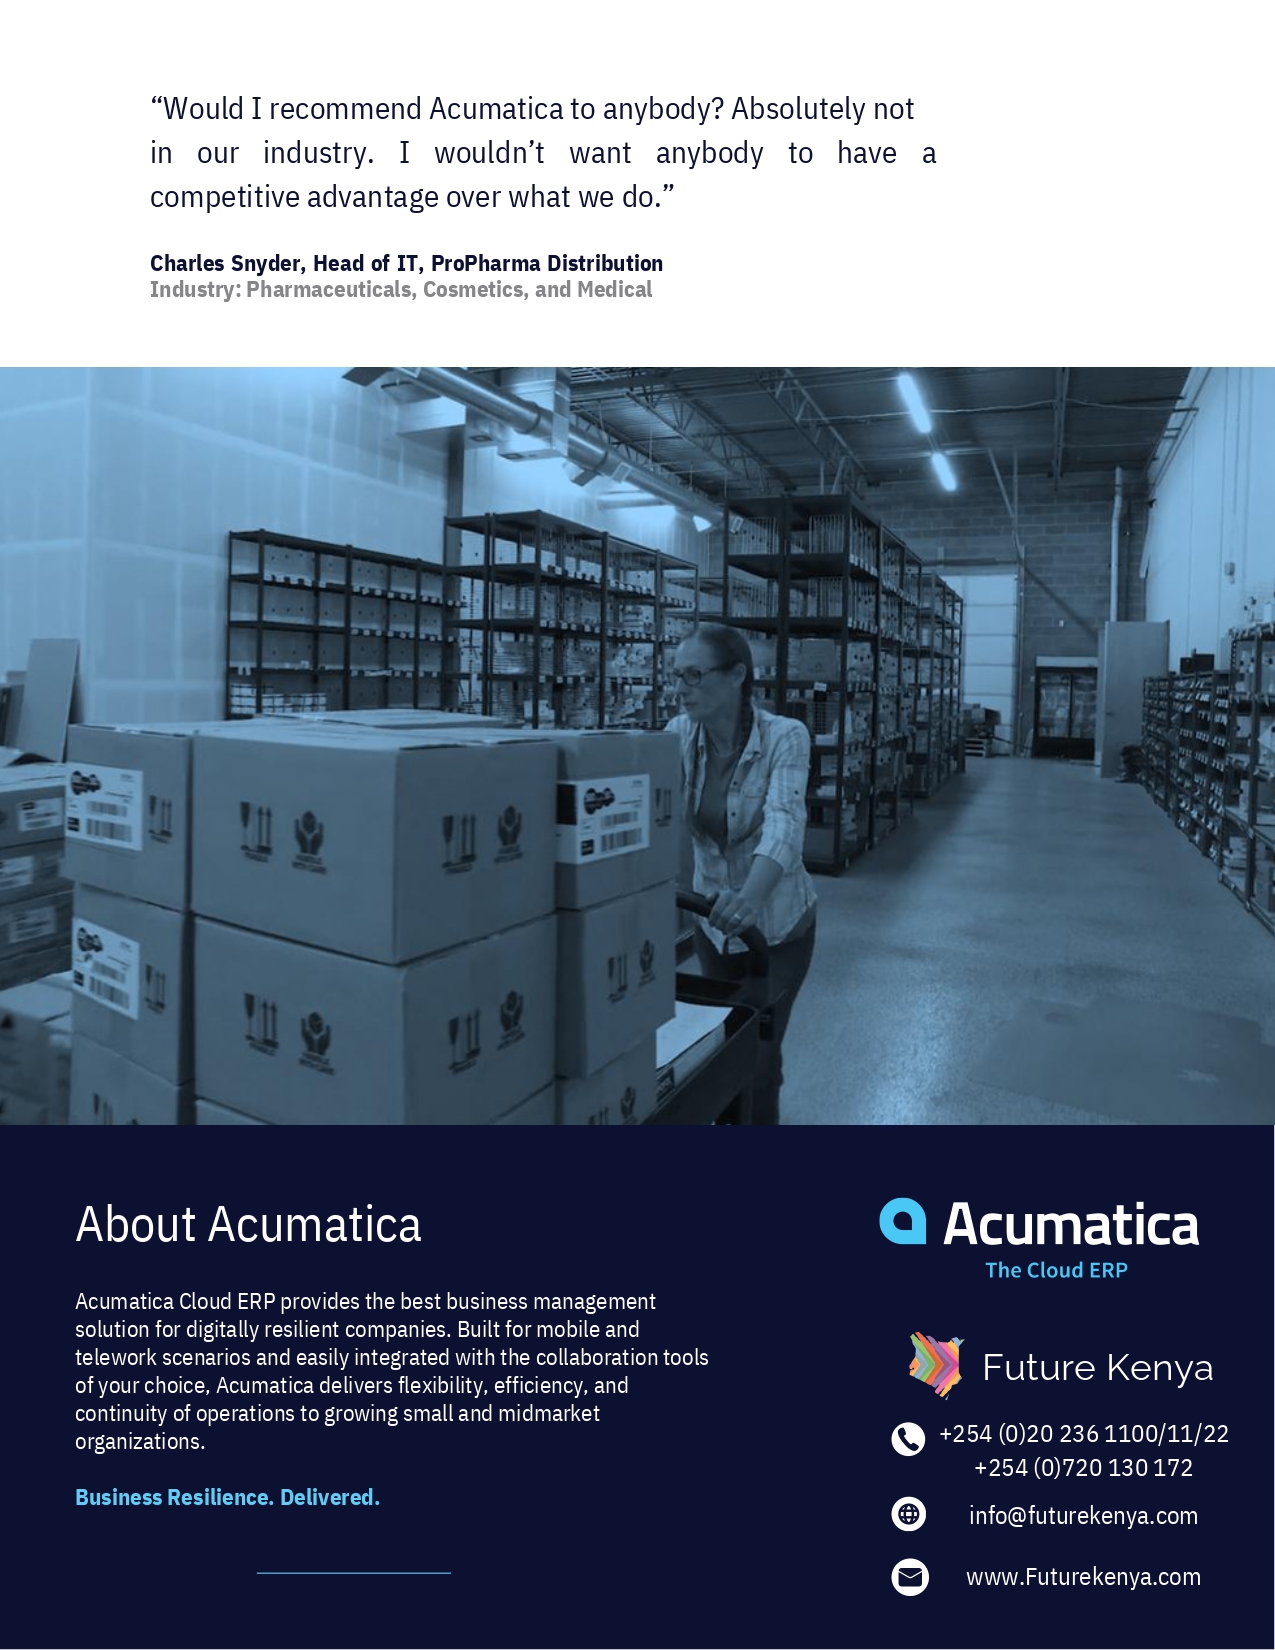 “Would I recommend Acumatica to anybody? Absolutely not
in our industry. I wouldn’t want anybody to have a
competitive advantage over what we do.”
Charles Snyder, Head of IT, ProPharma Distribution
Industry: Pharmaceuticals, Cosmetics, and Medical
About Acumatica
Acumatica Cloud ERP provides the best business management
solution for digitally resilient companies. Built for mobile and
telework scenarios and easily integrated with the collaboration tools
of your choice, Acumatica delivers flexibility, efficiency, and
continuity of operations to growing small and midmarket
organizations.
Business Resilience. Delivered.
Acumatica
The Cloud ERP
Future Kenya
+254 (0)20 236 1100/11/22
+254 (0)720 130 172
info@futurekenya.com
www.Futurekenya.com